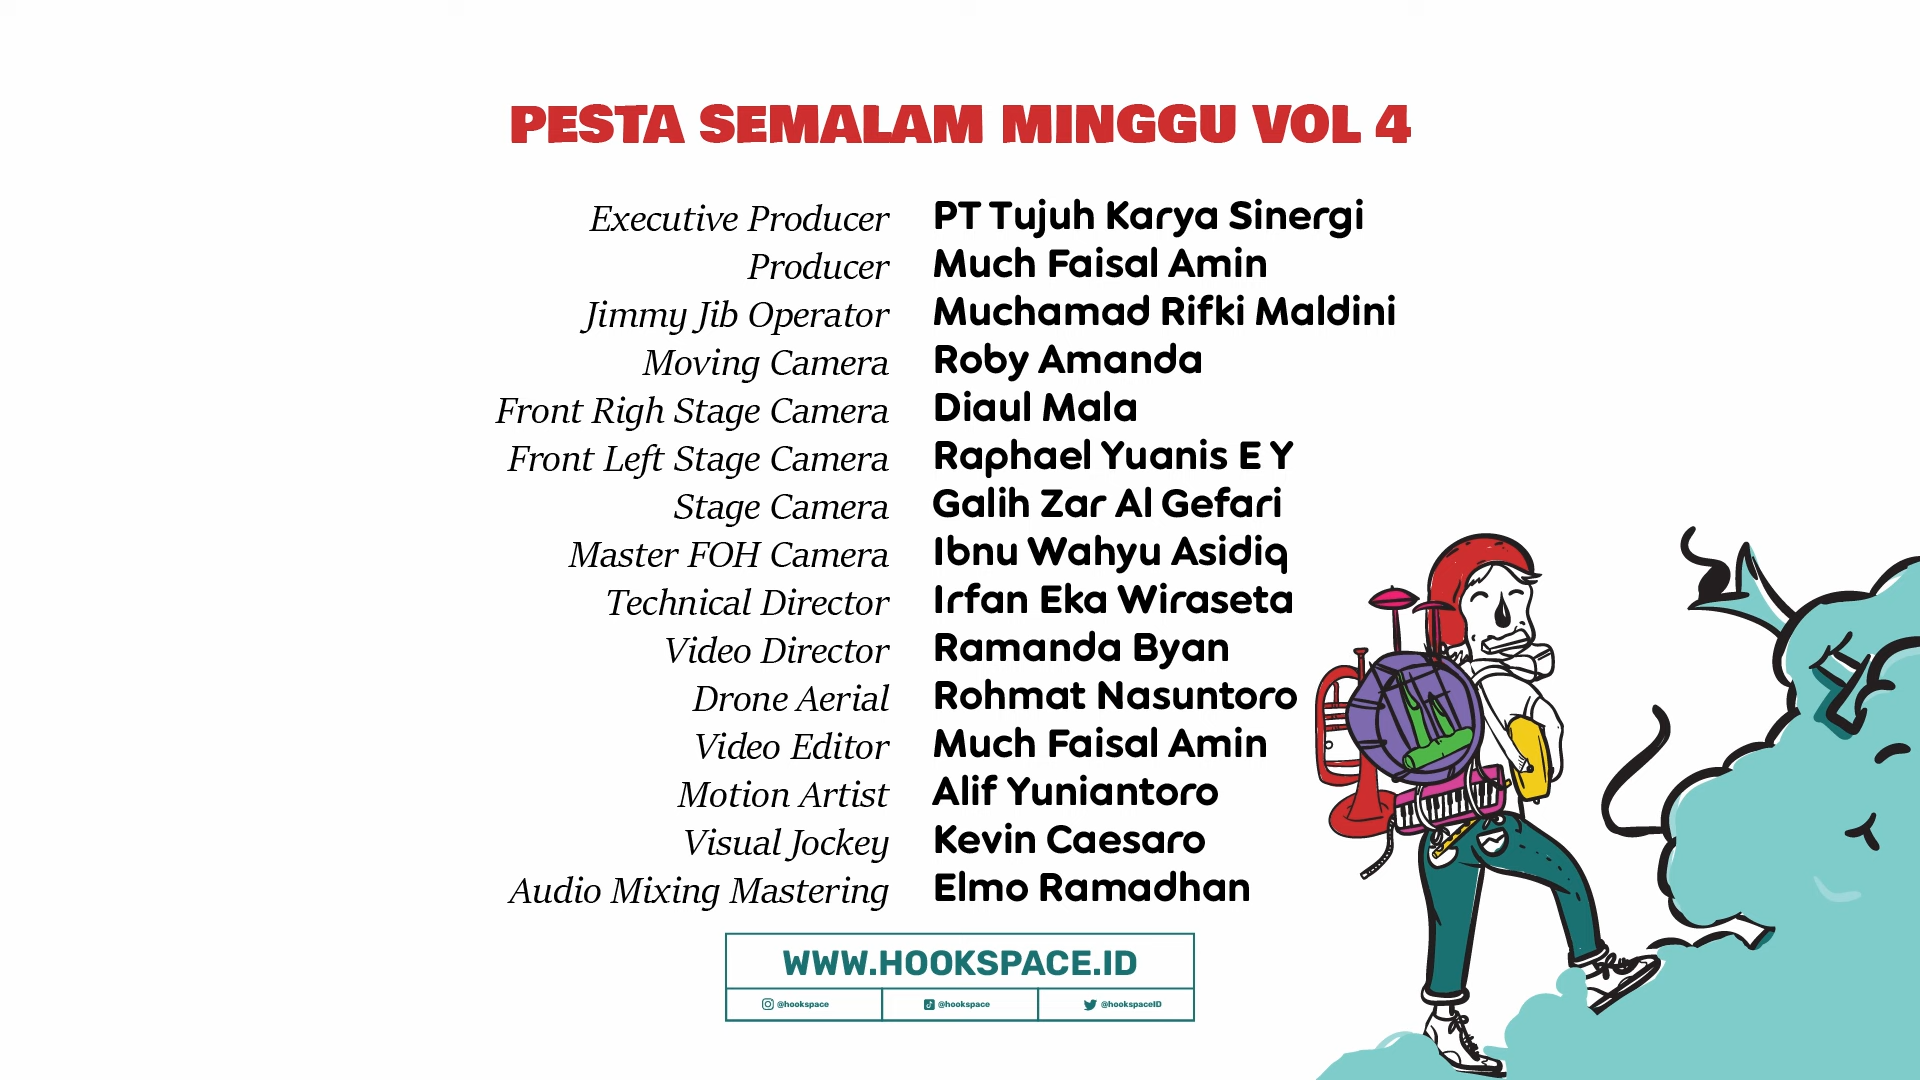 PESTA SEMALAM MINGGU VOL 4
Executive Producer PT Tujuh Karya Sinergi
Producer Much Faisal Amin
Jimmy Jib Operator Muchamad Rifki Maldini
Moving Camera Roby Amanda
Front Righ Stage Camera Diaul Mala
Front Left Stage Camera Raphael Yuanis E Y
Stage Camera Galih Zar Al Gefari
Master FOH Camera Ibnu Wahyu Asidiq
Technical Director Irfan Eka Wiraseta
Video Director Ramanda Byan
Drone Aerial Rohmat Nasuntoro
Video Editor Much Faisal Amin
Motion Artist Alif Yuniantoro
Visual Jockey Kevin Caesaro
Audio Mixing Mastering Elmo Ramadhan
WWW.HOOKSPACE.ID
@hookspace @hookspace @hookspaceID